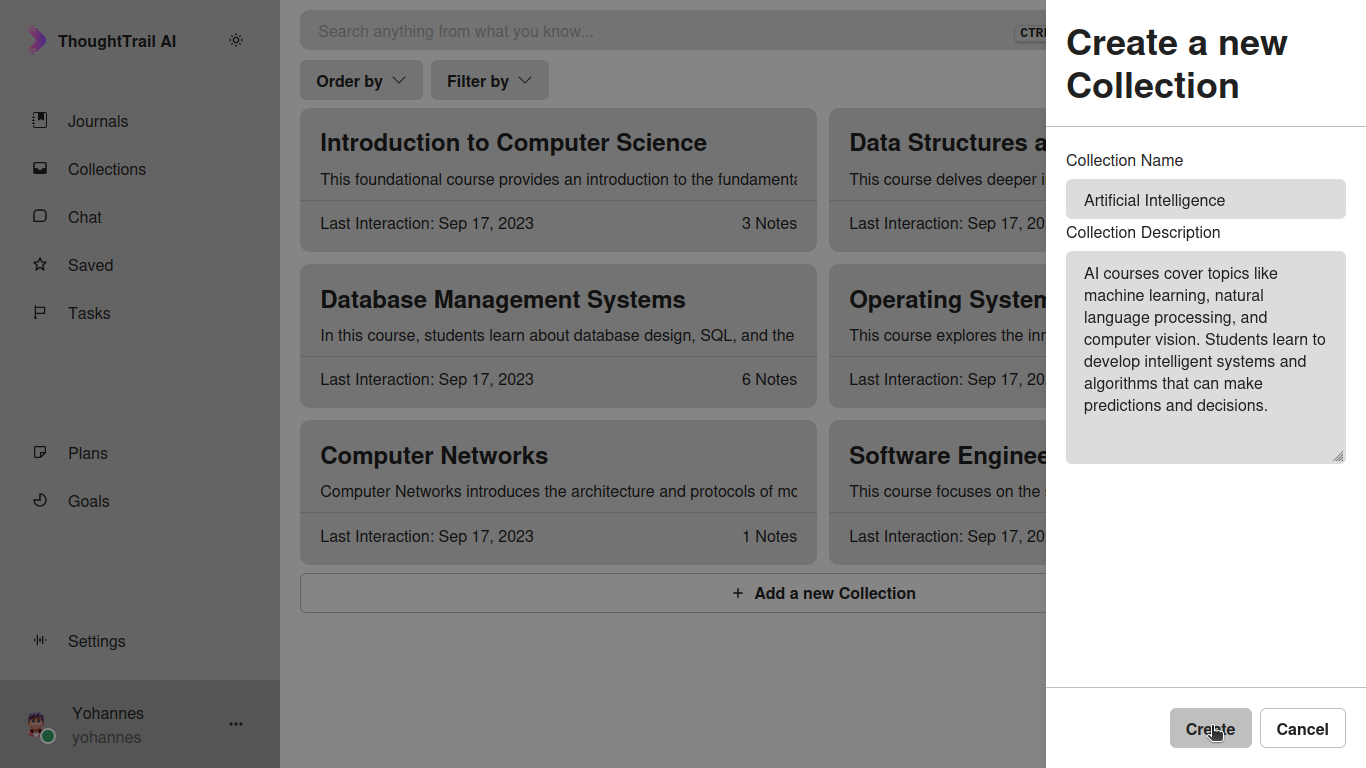 ThoughtTrail AI
Journals
Collections
Chat
Saved
Tasks
Plans
Goals
Settings
Yohannes
yohannes
Search anything from what you know...
CTR
Order by
Filter by
Introduction to Computer Science
This foundational course provides an introduction to the
Last Interaction: Sep 17, 2023
3 Notes
Data Structures a
This course delves deeper i
Last Interaction: Sep 17, 20
Database Management Systems
In this course, students learn about database design, SQL, and the
Last Interaction: Sep 17, 2023
6 Notes
Operating System
This course explores the
Last Interaction: Sep 17, 20
Computer Networks
Computer Networks introduces the architecture and protocols of
Last Interaction: Sep 17, 2023
1 Notes
Software Enginee
This course focuses on the
Last Interaction: Sep 17, 20
+ Add a new Collection
Create a new
Collection
Collection Name
Artificial Intelligence
Collection Description
AI courses cover topics like
machine learning, natural
language processing, and
computer vision. Students learn to
develop intelligent systems and
algorithms that can make
predictions and decisions.
Create
Cancel